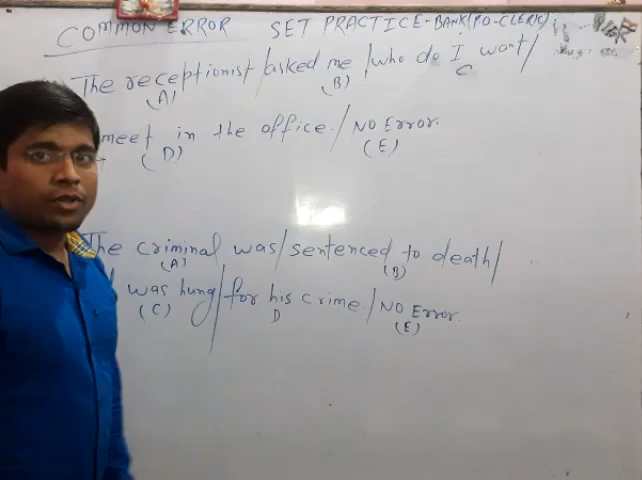 COMMON ERROR SET PRACTICE-BANK(PO-CLERK)
The receptionist/asked me/who do I want/
(A) (B) C
meet in the office./NO Error.
(D) (E)
The criminal was/sentenced to death/
(A) (B)
was hung/for his crime./NO Error.
(C) D (E)